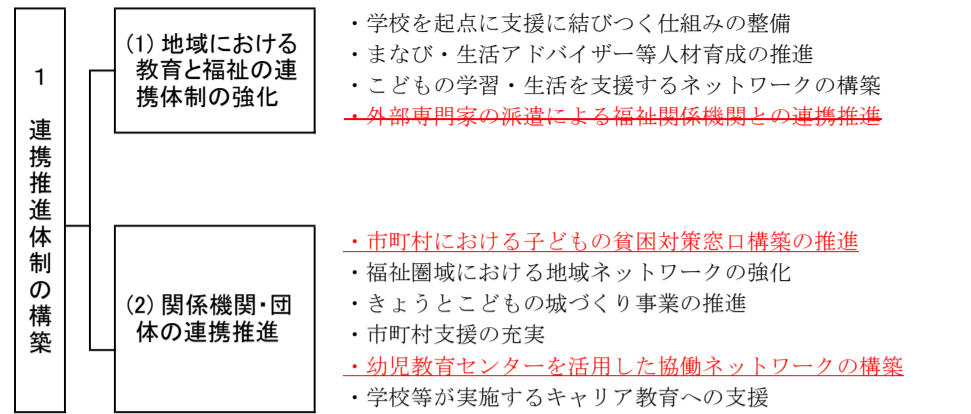 1 連携推進体制の構築
(1) 地域における
教育と福祉の連
携体制の強化
・学校を起点に支援に結びつく仕組みの整備
・まなび・生活アドバイザー等人材育成の推進
・こどもの学習・生活を支援するネットワークの構築
・外部専門家の派遣による福祉関係機関との連携推進
(2) 関係機関・団
体の連携推進
・市町村における子どもの貧困対策窓口構築の推進
・福祉圏域における地域ネットワークの強化
・きょうとこどもの城づくり事業の推進
・市町村支援の充実
・幼児教育センターを活用した協働ネットワークの構築
・学校等が実施するキャリア教育への支援